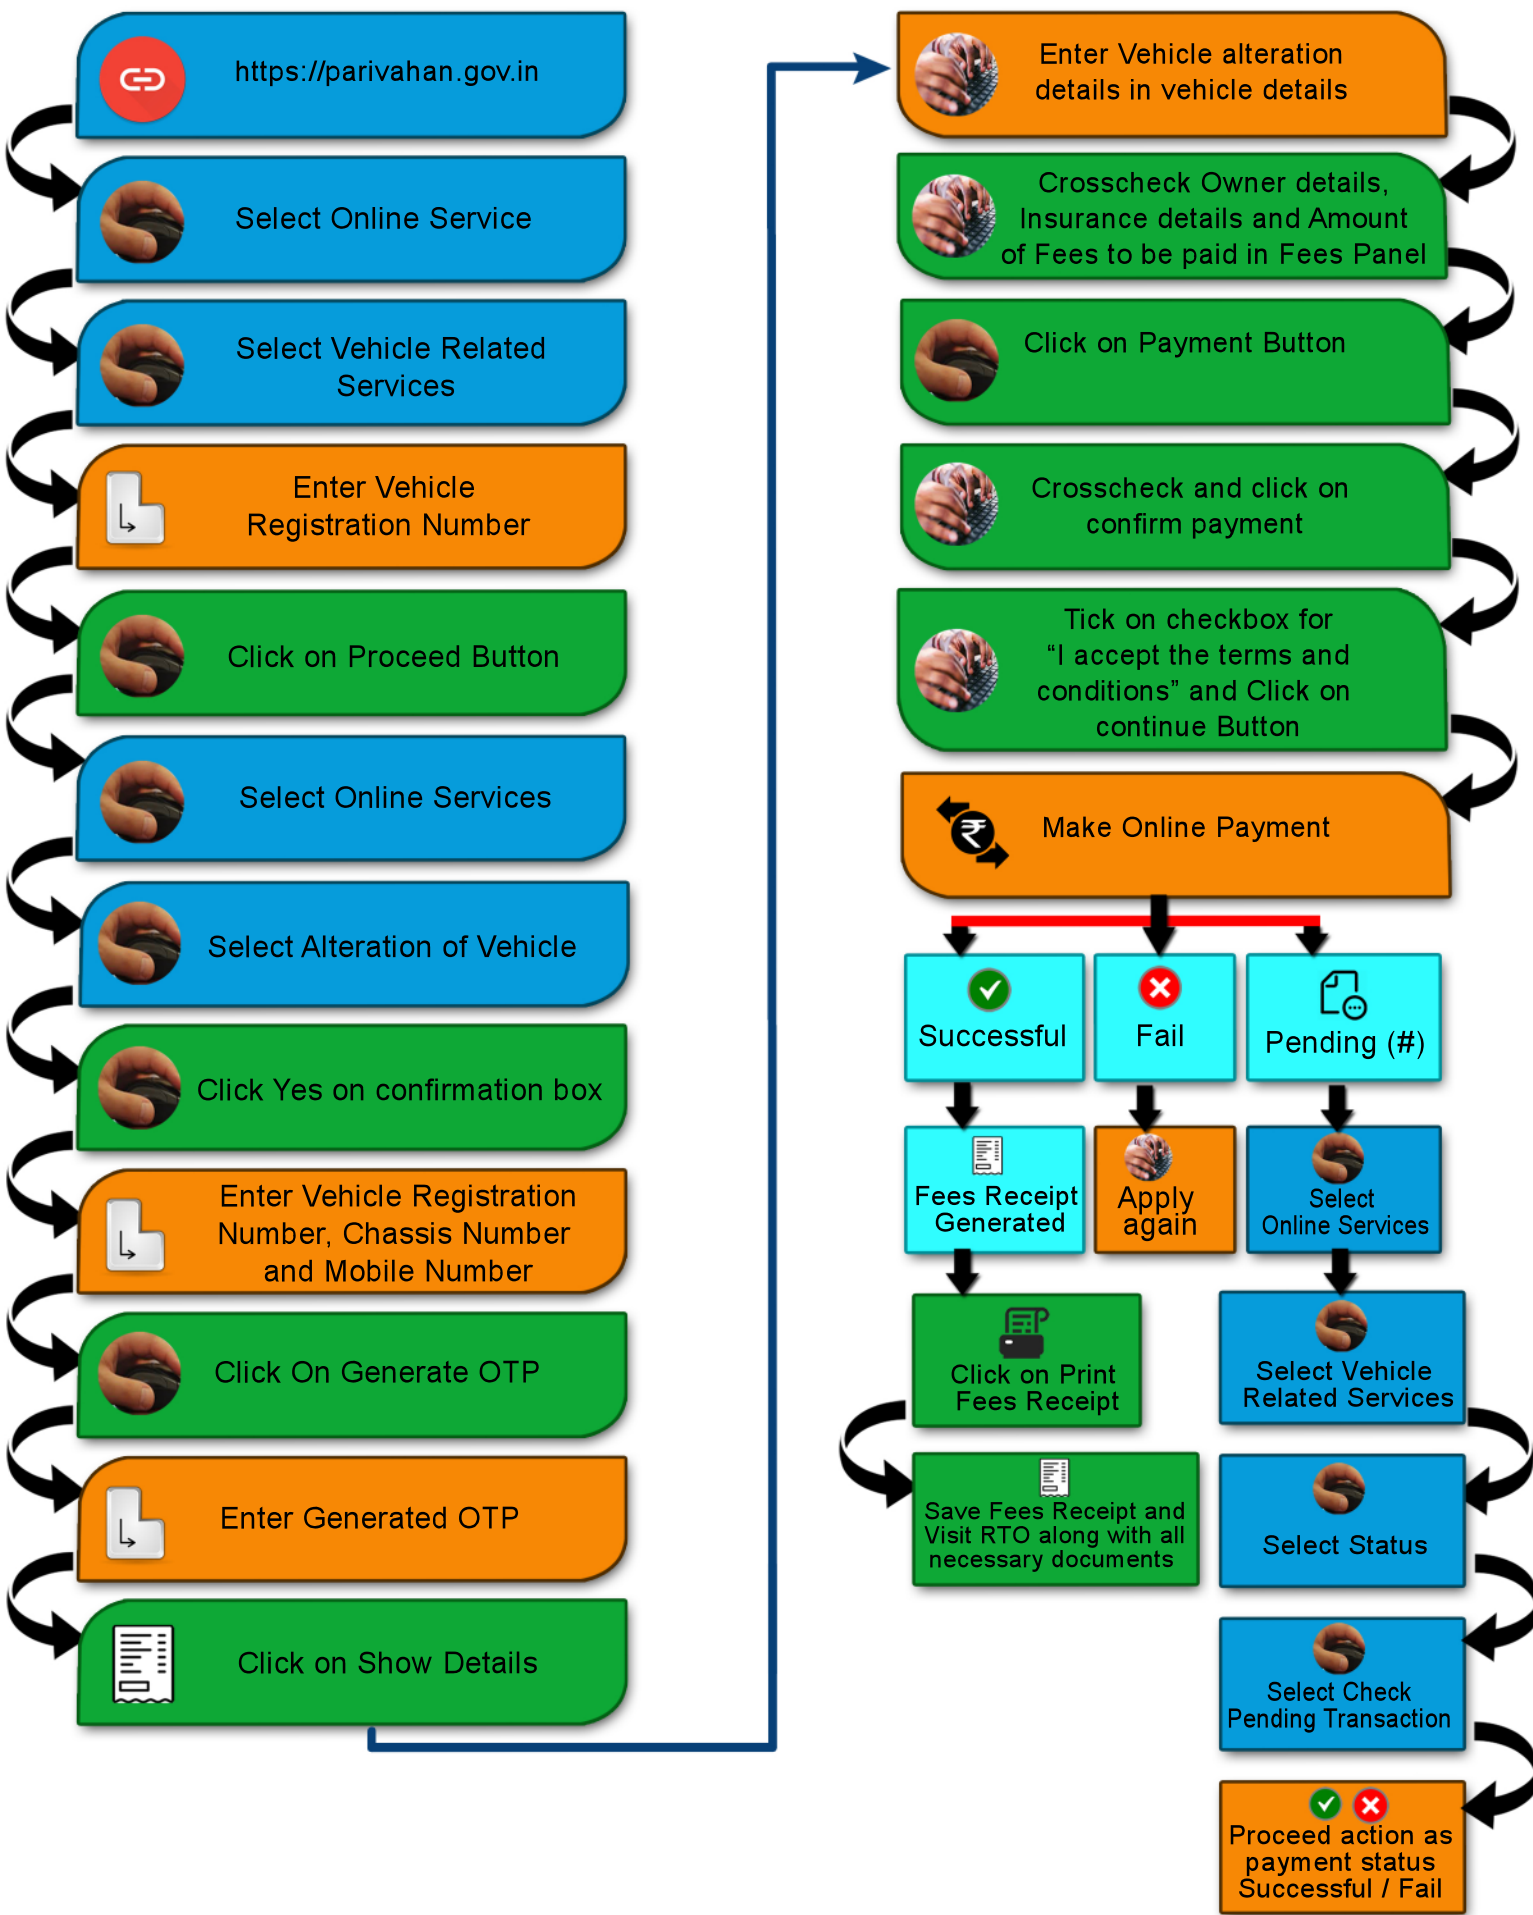 https://parivahan.gov.in
Select Online Service
Select Vehicle Related
Services
Enter Vehicle
Registration Number
Click on Proceed Button
Select Online Services
Select Alteration of Vehicle
Click Yes on confirmation box
Enter Vehicle Registration
Number, Chassis Number
and Mobile Number
Click On Generate OTP
Enter Generated OTP
Click on Show Details
Enter Vehicle alteration
details in vehicle details
Crosscheck Owner details,
Insurance details and Amount
of Fees to be paid in Fees Panel
Click on Payment Button
Crosscheck and click on
confirm payment
Tick on checkbox for
“I accept the terms and
conditions” and Click on
continue Button
₹
Make Online Payment
Successful
Fees Receipt
Generated
Click on Print
Fees Receipt
Save Fees Receipt and
Visit RTO along with all
necessary documents
Fail
Apply
again
Pending (#)
Select
Online Services
Select Vehicle
Related Services
Select Status
Select Check
Pending Transaction
Proceed action as
payment status
Successful / Fail